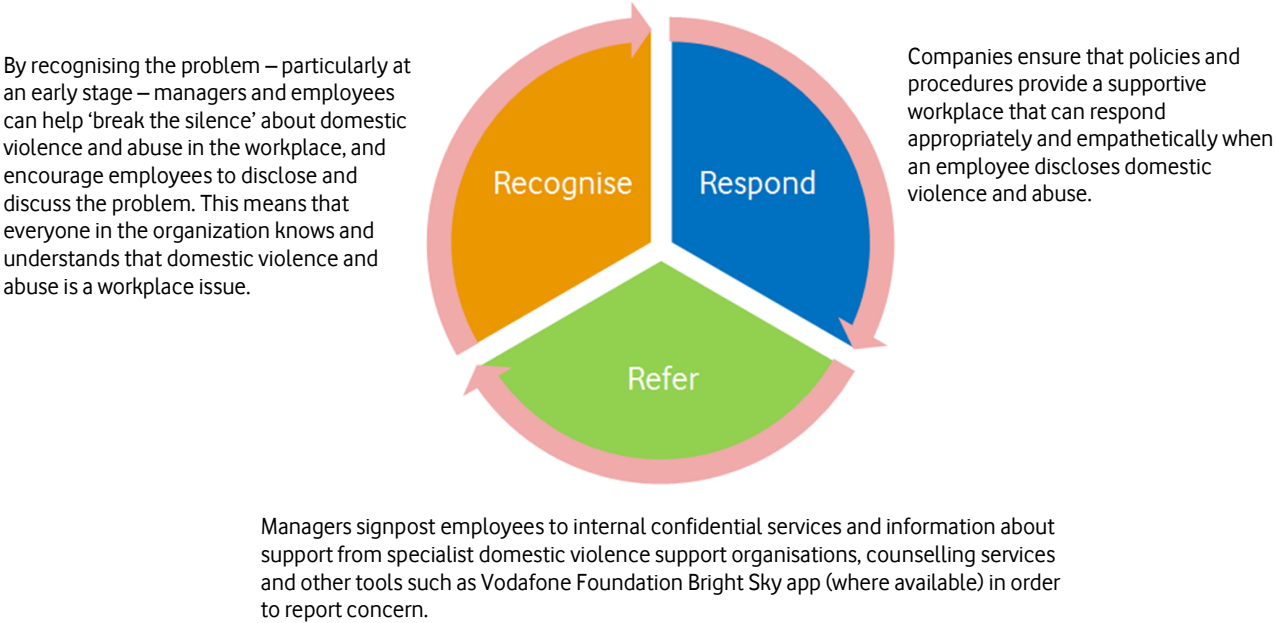 By recognising the problem – particularly at
an early stage – managers and employees
can help ‘break the silence’ about domestic
violence and abuse in the workplace, and
encourage employees to disclose and
discuss the problem. This means that
everyone in the organization knows and
understands that domestic violence and
abuse is a workplace issue.
Recognise
Respond
Companies ensure that policies and
procedures provide a supportive
workplace that can respond
appropriately and empathetically when
an employee discloses domestic
violence and abuse.
Refer
Managers signpost employees to internal confidential services and information about
support from specialist domestic violence support organisations, counselling services
and other tools such as Vodafone Foundation Bright Sky app (where available) in order
to report concern.